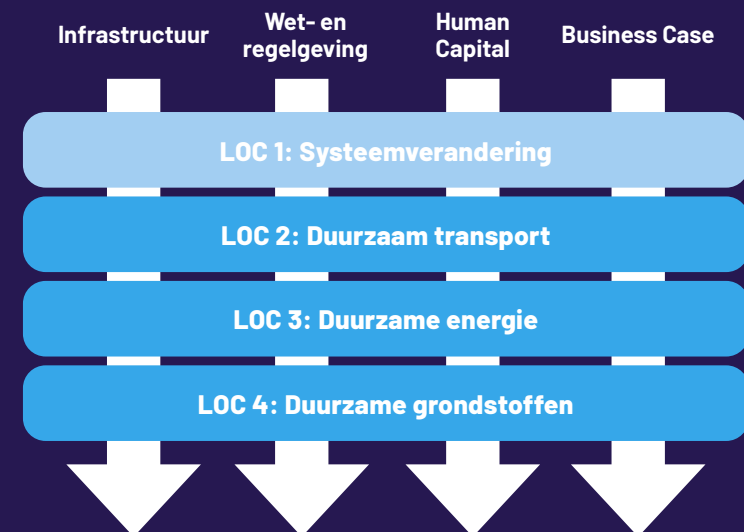 Infrastructuur
Wet- en
regelgeving
Human
Capital
Business Case
LOC 1: Systeemverandering
LOC 2: Duurzaam transport
LOC 3: Duurzame energie
LOC 4: Duurzame grondstoffen